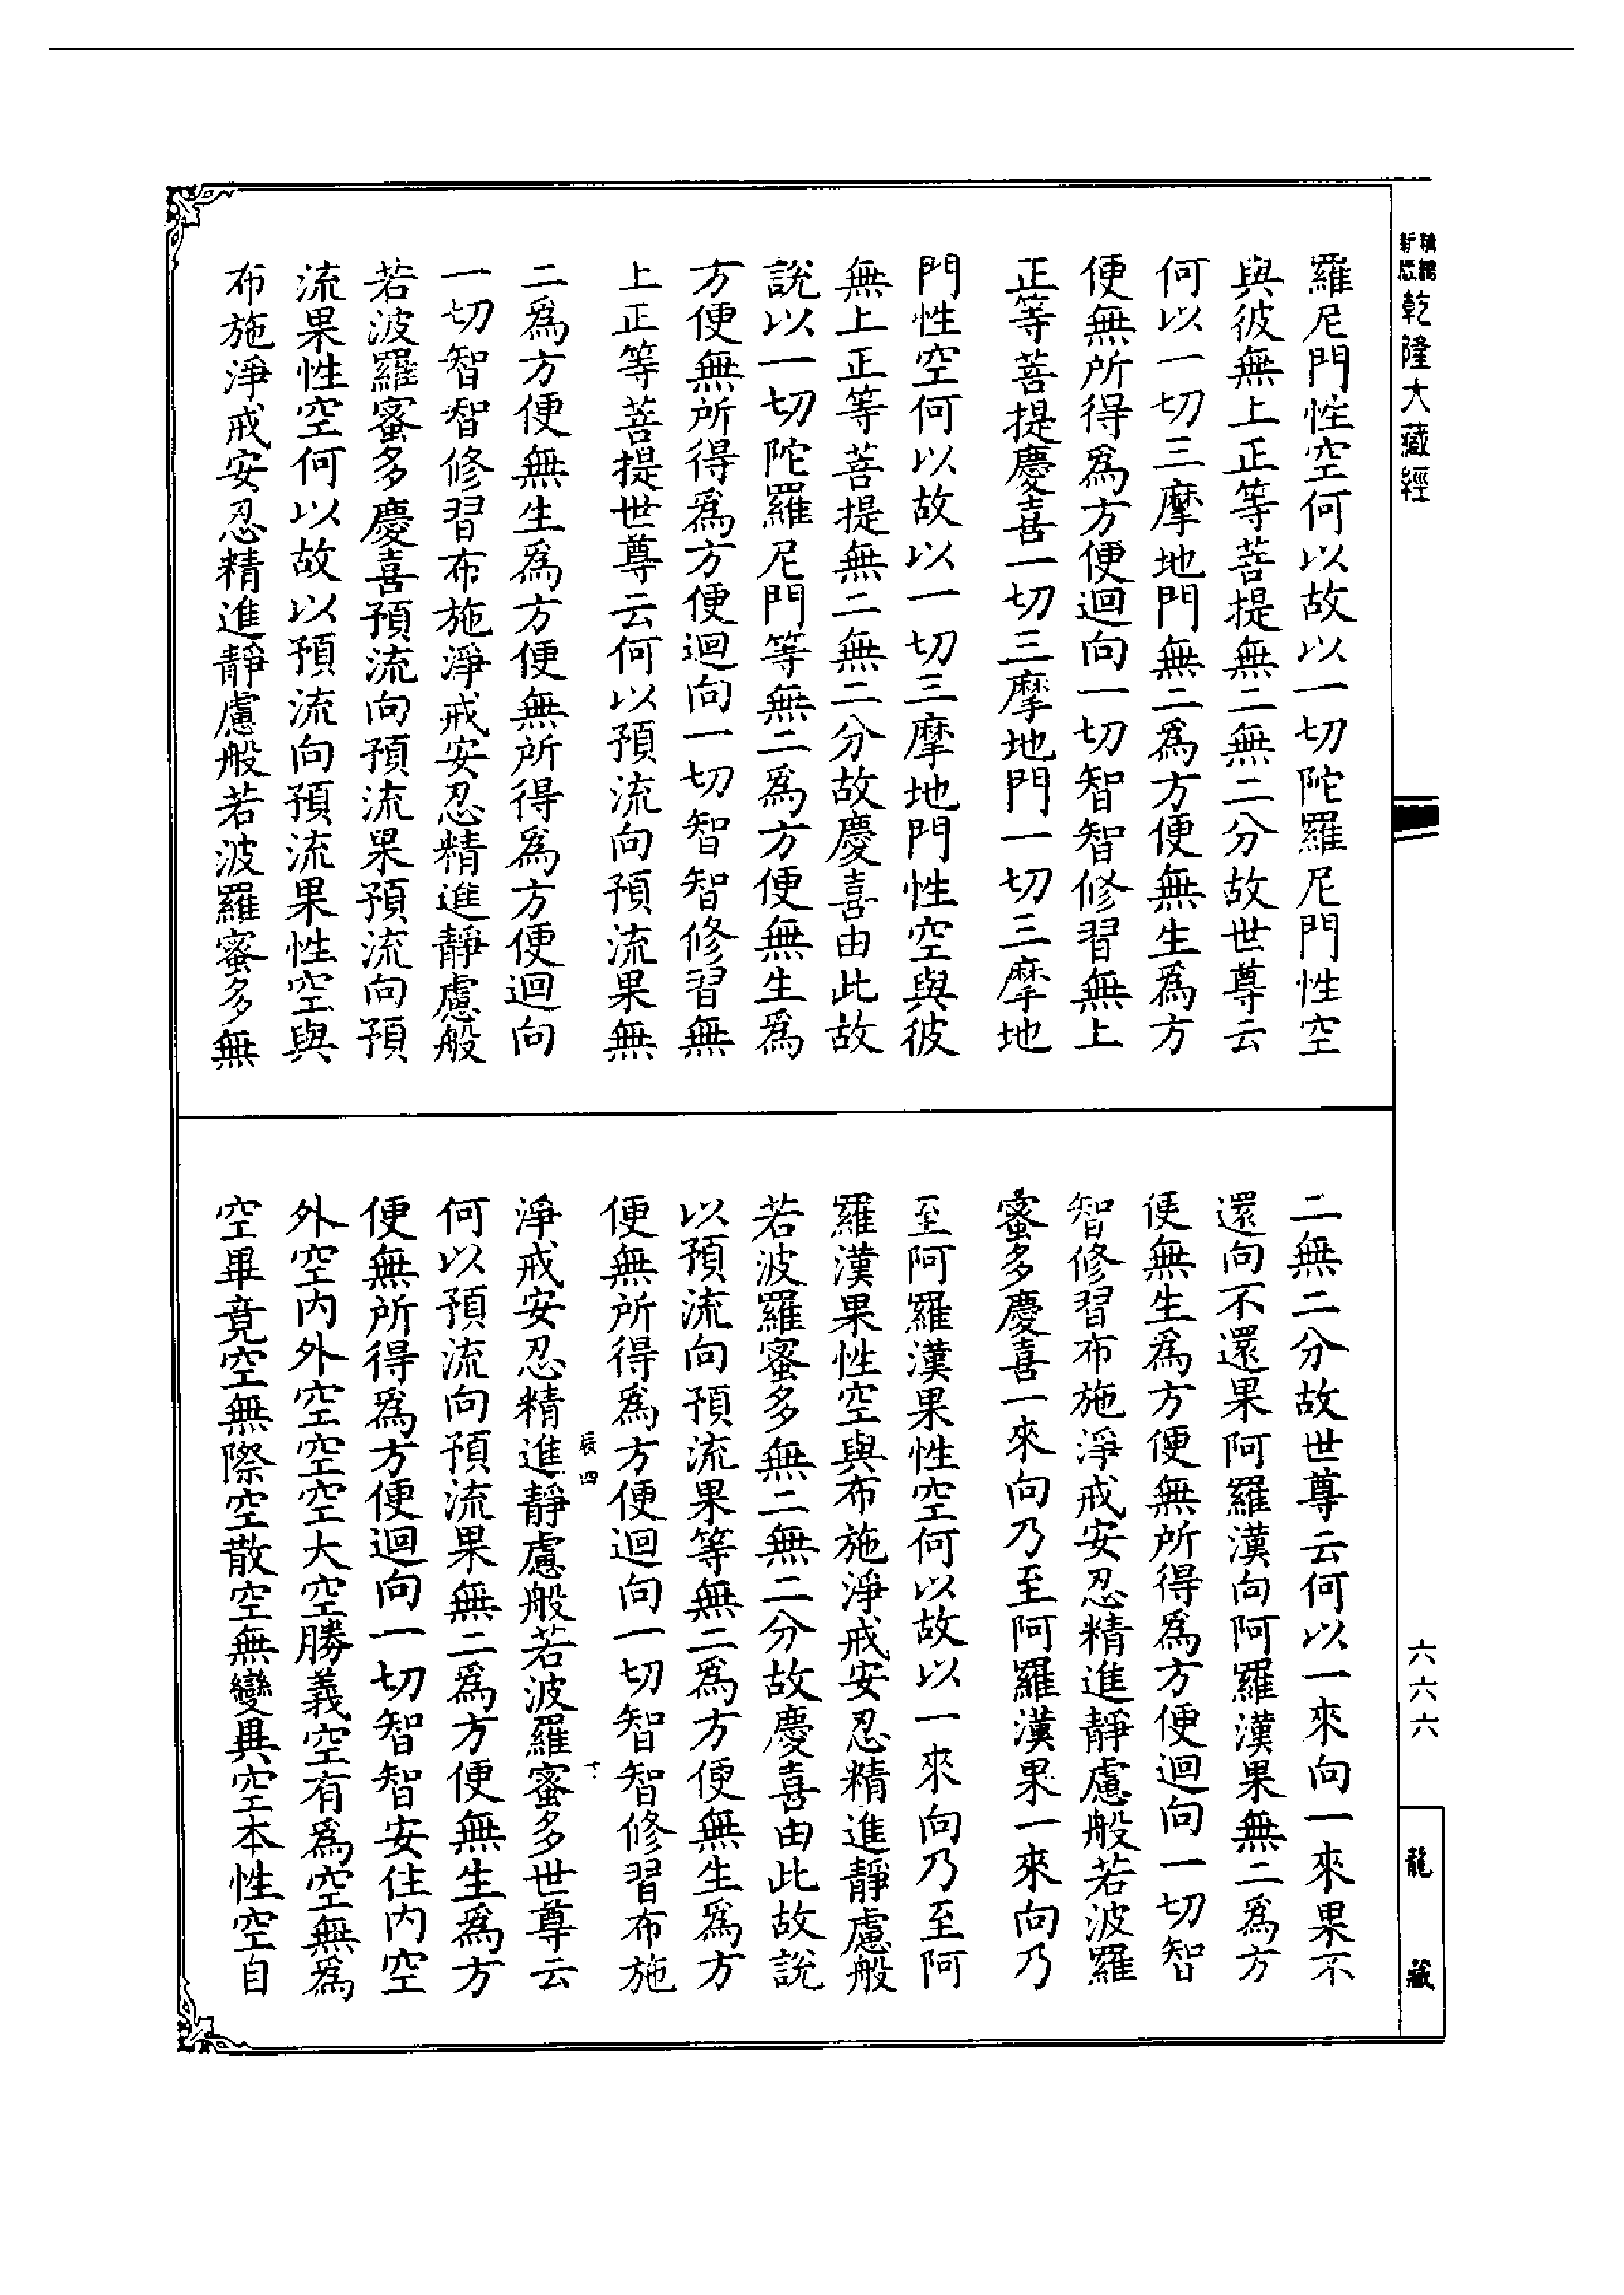 精縮新版乾隆大藏經
羅尼門性空何以故以一切陀羅尼門性空
與彼無上正等菩提無二無二分故世尊云
何以一切三摩地門無二爲方便無生爲方
便無所得爲方便迴向一切智智修習無上
正等菩提慶喜一切三摩地門一切三摩地
門性空何以故以一切三摩地門性空與彼
無上正等菩提無二無二分故慶喜由此故
說以一切陀羅尼門等無二爲方便無生爲
方便無所得爲方便迴向一切智智修習無
上正等菩提世尊云何以預流向預流果無
二爲方便無生爲方便無所得爲方便迴向
一切智智修習布施淨戒安忍精進靜慮般
若波羅蜜多慶喜預流向預流果預流向預
流果性空何以故以預流向預流果性空與
布施淨戒安忍精進靜慮般若波羅蜜多無
二無二分故世尊云何以一來向一來果不
還向不還果阿羅漢向阿羅漢果無二爲方
便無生爲方便無所得爲方便迴向一切智
智修習布施淨戒安忍精進靜慮般若波羅
蜜多慶喜一來向乃至阿羅漢果一來向乃
至阿羅漢果性空何以故以一來向乃至阿
羅漢果性空與布施淨戒安忍精進靜慮般
若波羅蜜多無二無二分故慶喜由此故說
以預流向預流果等無二爲方便無生爲方
便無所得爲方便迴向一切智智修習布施
辰四
淨戒安忍精進靜慮般若波羅蜜多世尊云
何以預流向預流果無二爲方便無生爲方
便無所得爲方便迴向一切智智安住內空
外空內外空空空大空勝義空有爲空無爲
空畢竟空無際空散空無變異空本性空自
六六六
龍藏